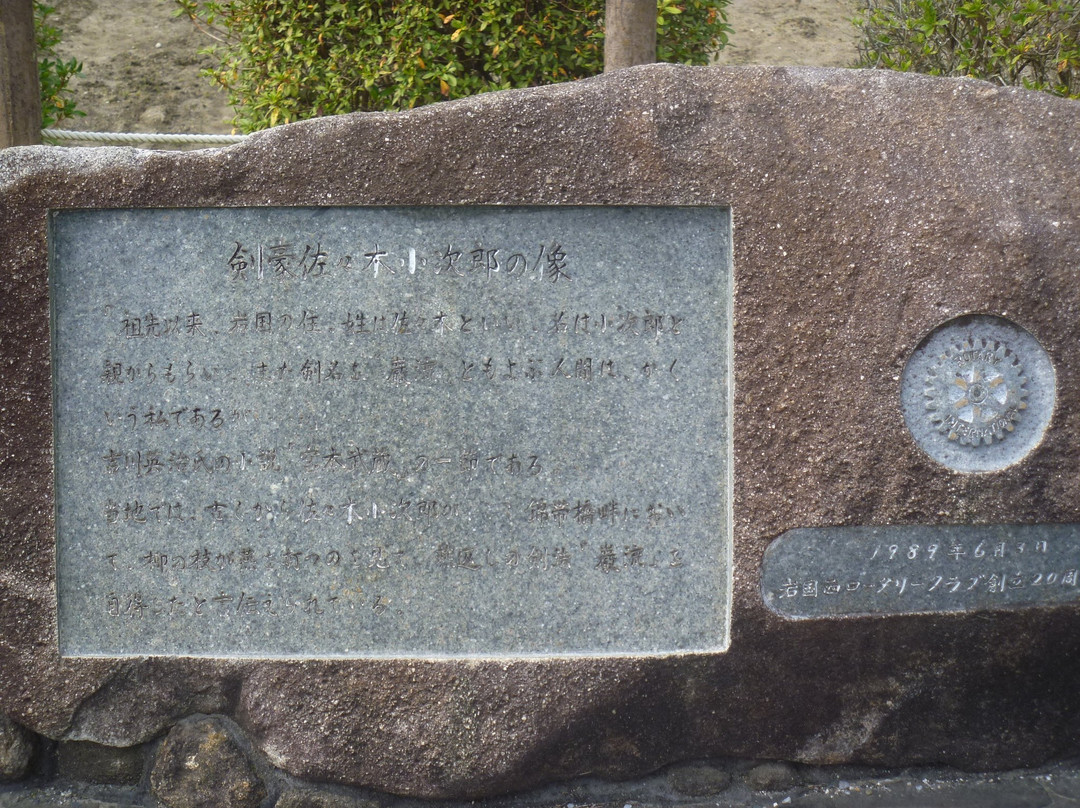 剣豪佐々木小次郎の像
「祖先以来、岩国の住、姓は佐々木といい、名は小次郎と
親からもらい、また剣名を、巌流、ともよぶ人間は、かく
いう私であるが
吉川英治氏の小説「宮本武蔵」の一節である
当地では、古くから佐々木小次郎が、錦帯橋畔におい
て、柳の枝が燕を打つのを見て、燕返しの剣法“巌流”を
自得したと言伝えられている。
ROTARY
INTERNATIONAL
1989年6月3日
岩国西ロータリークラブ創立20周